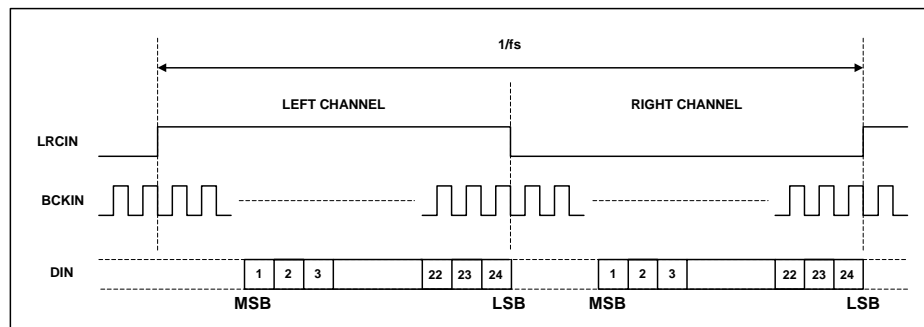 1/fs
LEFT CHANNEL RIGHT CHANNEL
LRCIN
BCKIN
DIN 1 2 3 22 23 24 1 2 3 22 23 24
MSB LSB MSB LSB